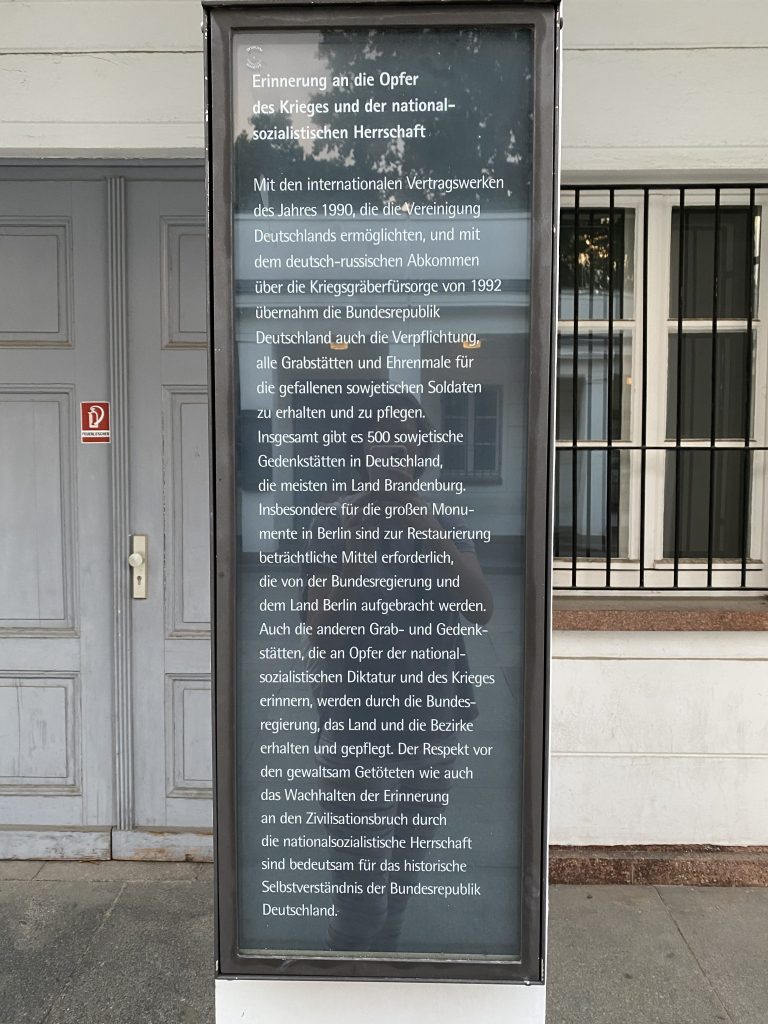 Erinnerung an die Opfer
des Krieges und der national-
sozialistischen Herrschaft
Mit den internationalen Vertragswerken
des Jahres 1990, die die Vereinigung
Deutschlands ermöglichten, und mit
dem deutsch-russischen Abkommen
über die Kriegsgräberfürsorge von 1992
übernahm die Bundesrepublik
Deutschland auch die Verpflichtung,
alle Grabstätten und Ehrenmale für
die gefallenen sowjetischen Soldaten
zu erhalten und zu pflegen.
Insgesamt gibt es 500 sowjetische
Gedenkstätten in Deutschland,
die meisten im Land Brandenburg.
Insbesondere für die großen Monu-
mente in Berlin sind zur Restaurierung
beträchtliche Mittel erforderlich,
die von der Bundesregierung und
dem Land Berlin aufgebracht werden.
Auch die anderen Grab- und Gedenk-
stätten, die an Opfer der national-
sozialistischen Diktatur und des Krieges
erinnern, werden durch die Bundes-
regierung, das Land und die Bezirke
erhalten und gepflegt. Der Respekt vor
den gewaltsam Getöteten wie auch
das Wachhalten der Erinnerung
an den Zivilisationsbruch durch
die nationalsozialistische Herrschaft
sind bedeutsam für das historische
Selbstverständnis der Bundesrepublik
Deutschland.
FEUERLÖSCHER